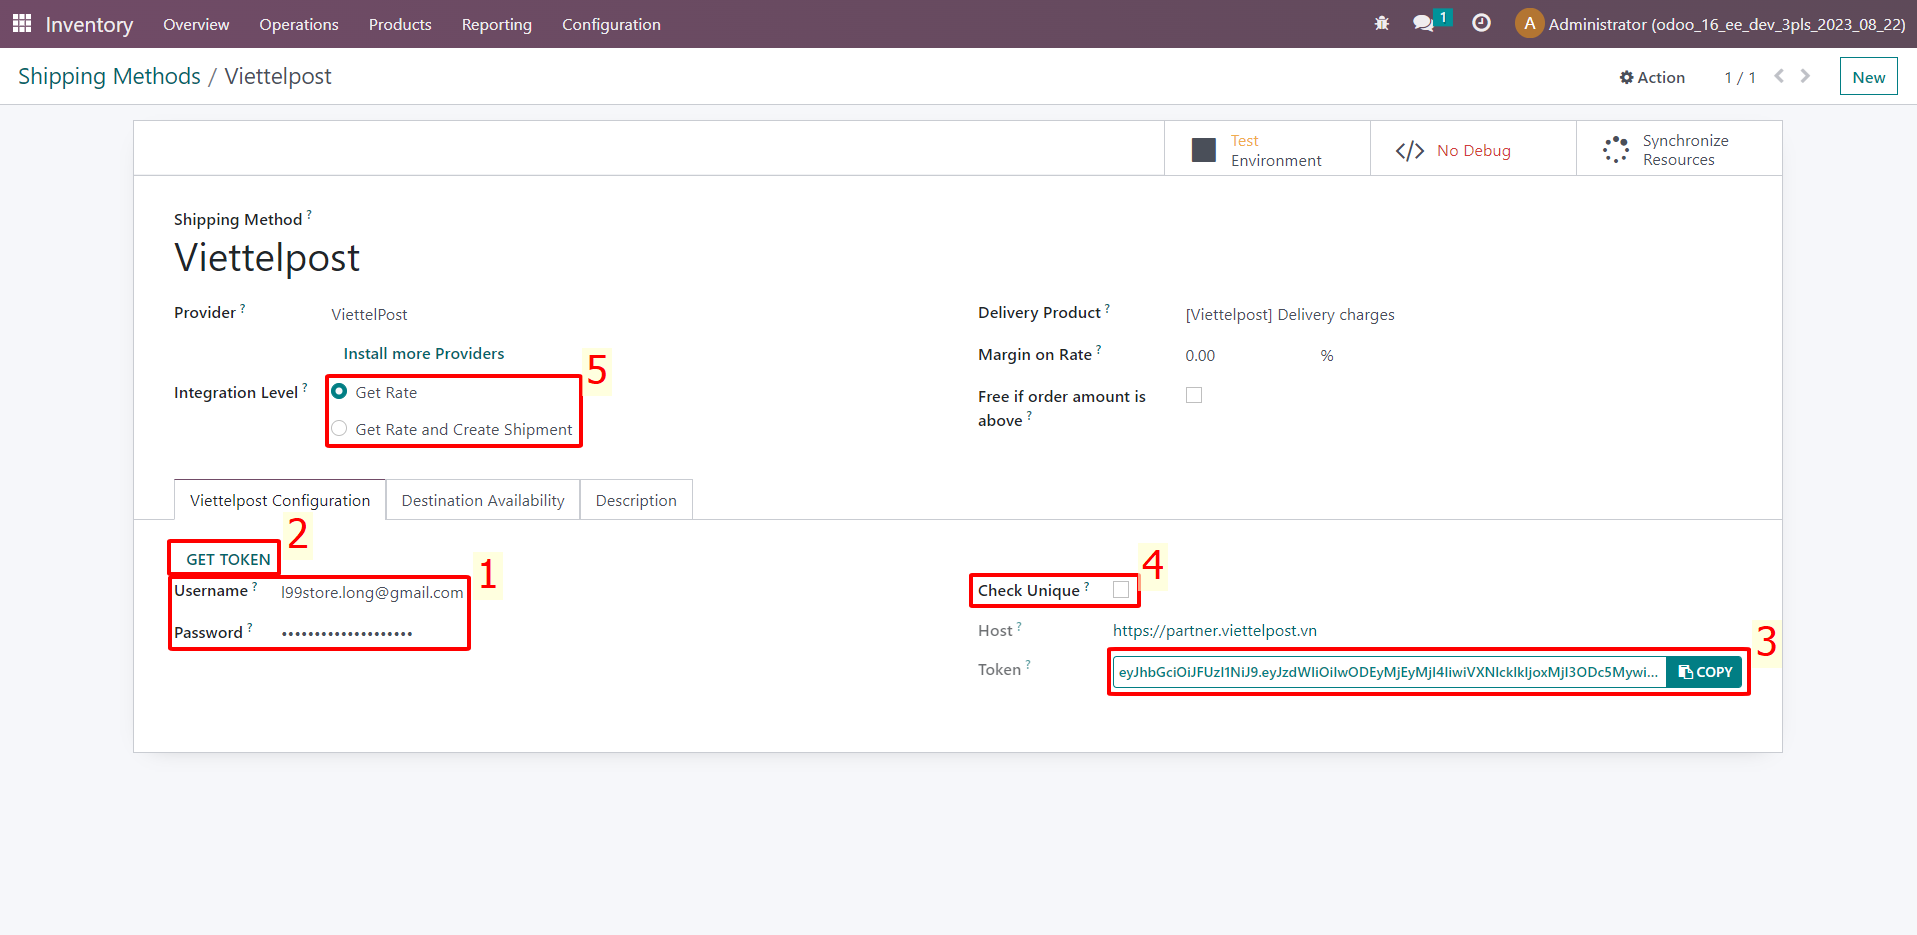 Inventory Overview Operations Products Reporting Configuration 1 A Administrator (odoo_16_ee_dev_3pls_2023_08_22)
Shipping Methods / Viettelpost Action 1 / 1 New
Test Environment
</> No Debug
Synchronize Resources
Shipping Method ?
Viettelpost
Provider ? ViettelPost
Install more Providers
Integration Level ? Get Rate
Get Rate and Create Shipment
5
Delivery Product ? [Viettelpost] Delivery charges
Margin on Rate ? 0.00 %
Free if order amount is
above ?
Viettelpost Configuration Destination Availability Description
GET TOKEN 2
Username ? l99store.long@gmail.com 1
Password ? ••••••••••••••••••••
Check Unique ? 4
Host ? https://partner.viettelpost.vn
Token ? COPY 3